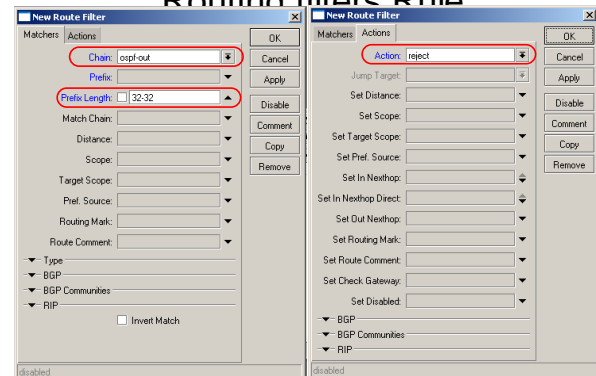 Routing filters Rule
New Route Filter
Matchers Actions
Chain: ospf-out
Prefix:
Prefix Length: 32-32
Match Chain:
Distance:
Scope:
Target Scope:
Pref. Source:
Routing Mark:
Route Comment:
Type
BGP
BGP Communities
RIP
Invert Match
OK
Cancel
Apply
Disable
Comment
Copy
Remove
disabled
New Route Filter
Matchers Actions
Action: reject
Jump Target:
Set Distance:
Set Scope:
Set Target Scope:
Set Pref. Source:
Set In Nexthop:
Set In Nexthop Direct:
Set Out Nexthop:
Set Routing Mark:
Set Route Comment:
Set Check Gateway:
Set Disabled:
BGP
BGP Communities
RIP
OK
Cancel
Apply
Disable
Comment
Copy
Remove
disabled